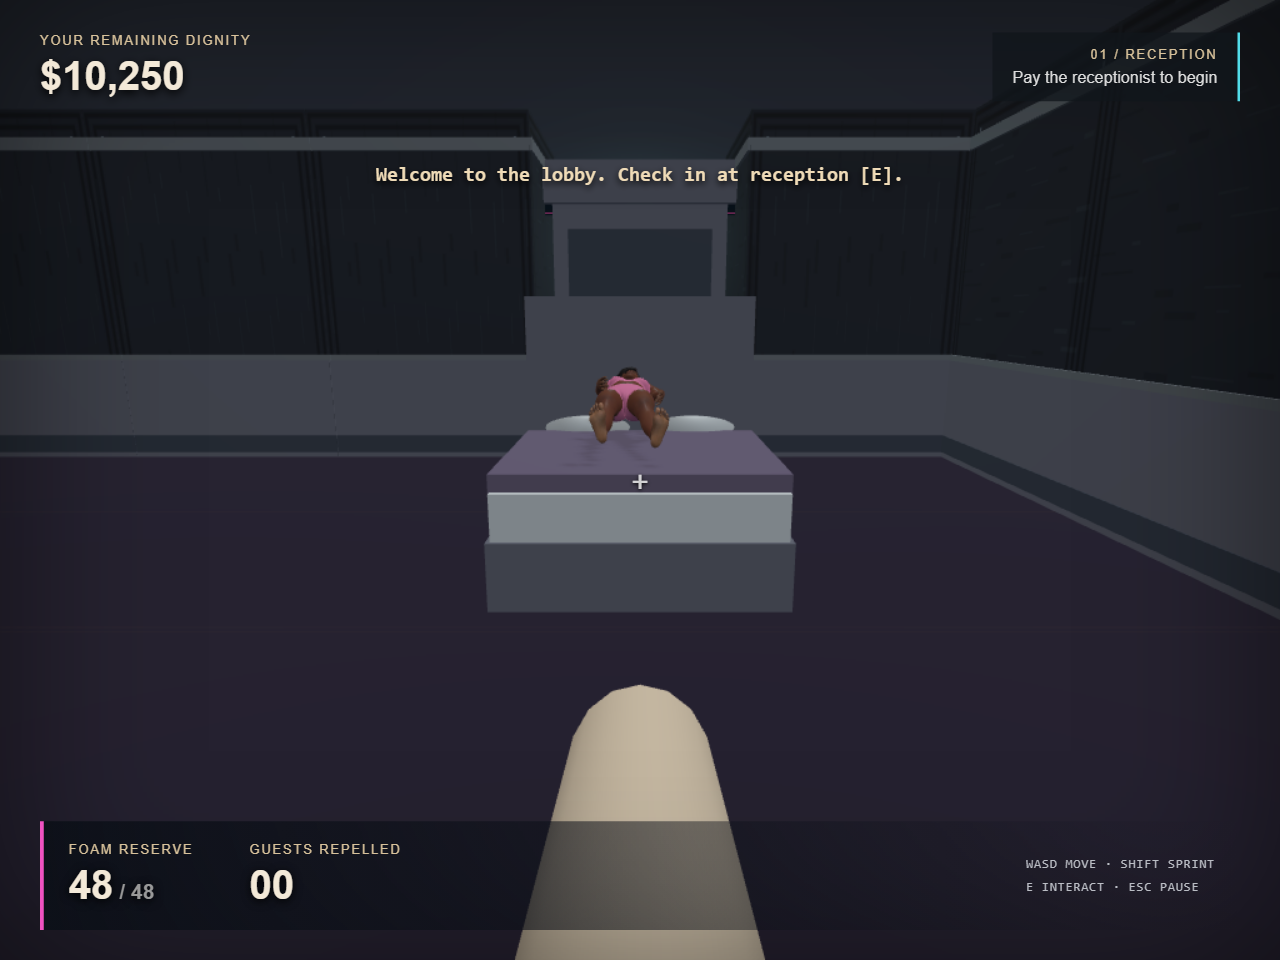 YOUR REMAINING DIGNITY
$10,250
01 / RECEPTION
Pay the receptionist to begin
Welcome to the lobby. Check in at reception [E].
FOAM RESERVE
48 / 48
GUESTS REPELLED
00
WASD MOVE · SHIFT SPRINT
E INTERACT · ESC PAUSE